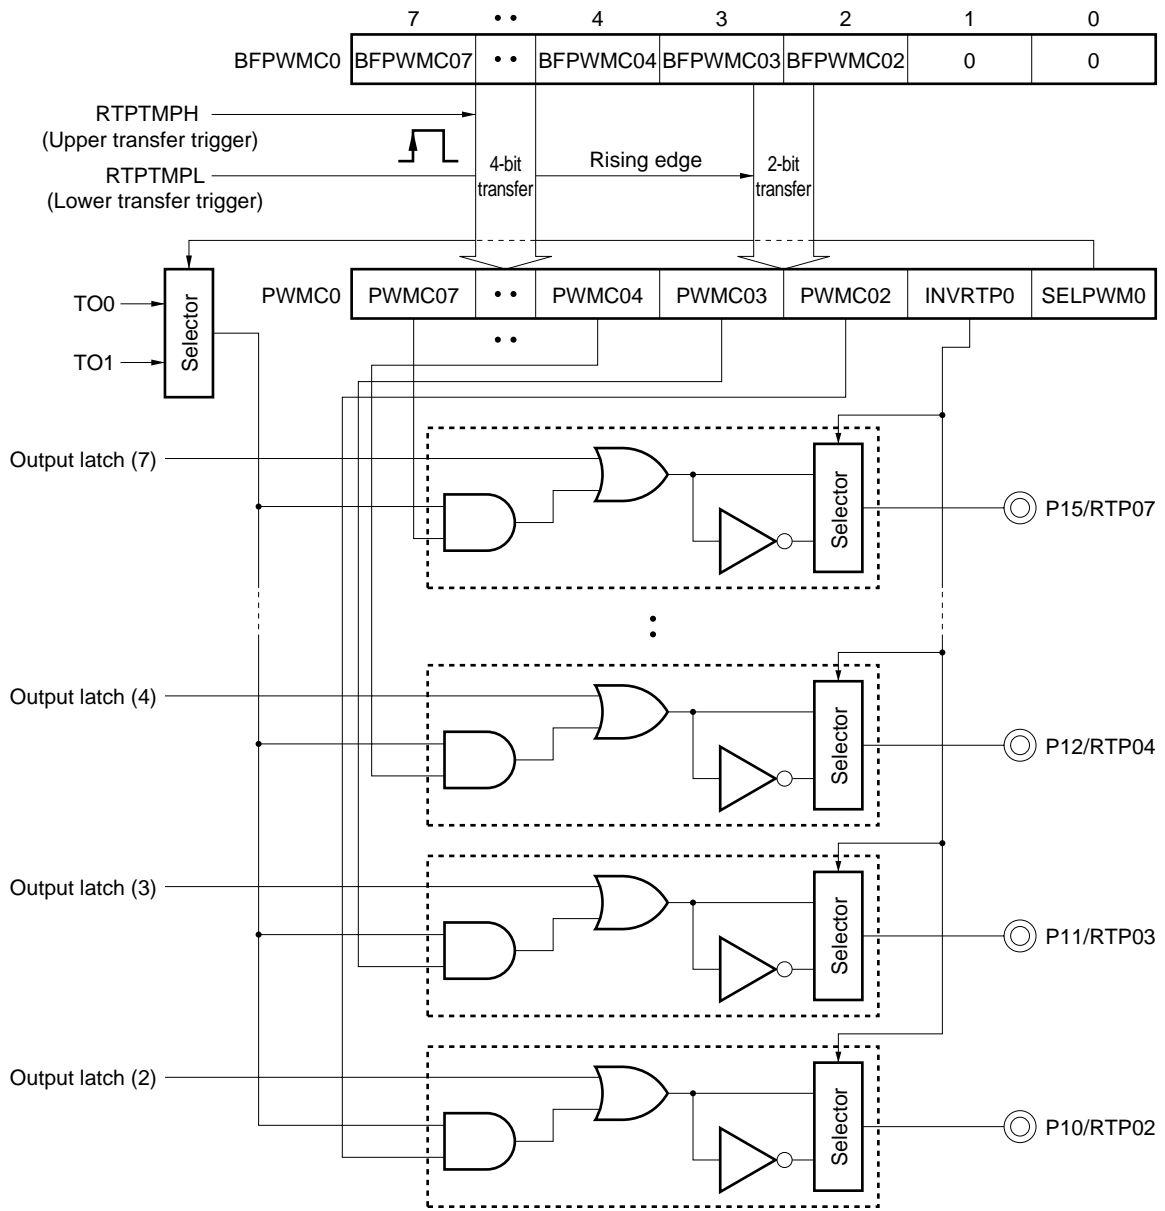 7 •• 4 3 2 1 0
BFPWMC0 BFPWMC07 •• BFPWMC04 BFPWMC03 BFPWMC02 0 0
RTPTMPH
(Upper transfer trigger)
RTPTMPL
(Lower transfer trigger)
4-bit
transfer
Rising edge
2-bit
transfer
TO0
TO1
Selector
PWMC0 PWMC07 •• PWMC04 PWMC03 PWMC02 INVRTP0 SELPWM0
••
Output latch (7)
Selector
P15/RTP07
:
Output latch (4)
Selector
P12/RTP04
Output latch (3)
Selector
P11/RTP03
Output latch (2)
Selector
P10/RTP02